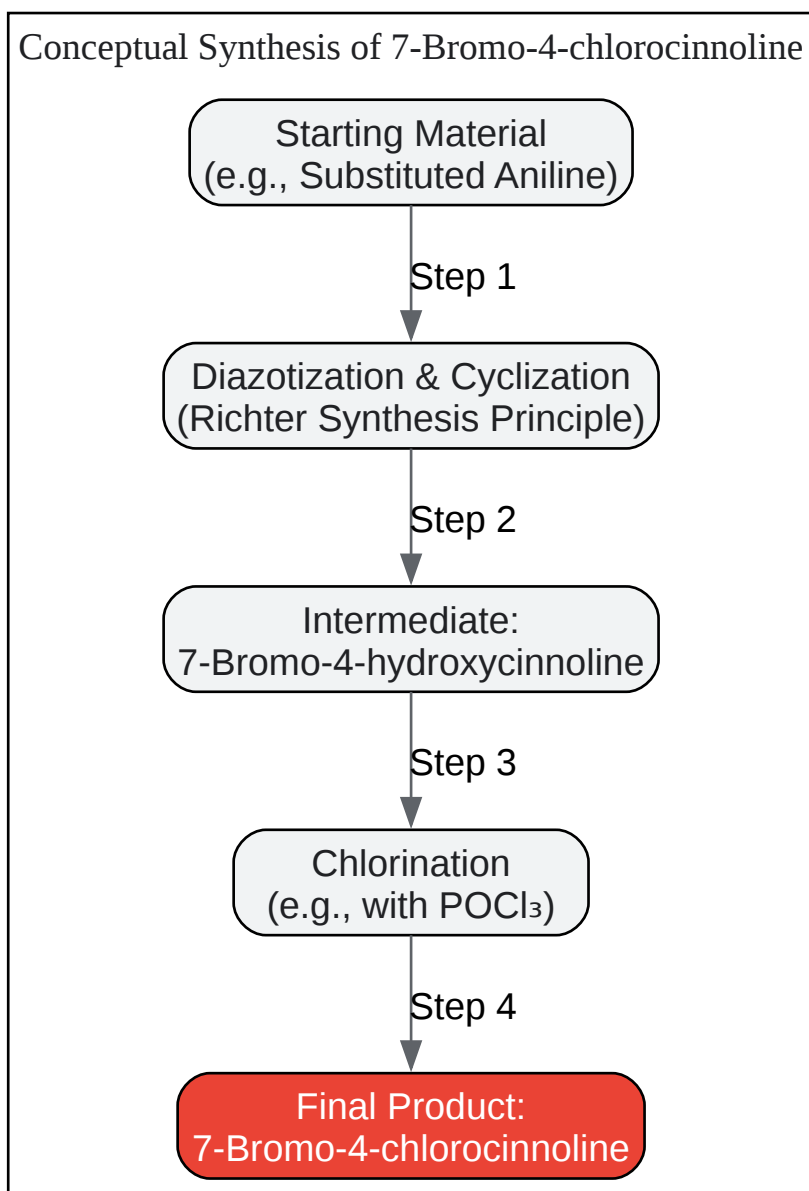 Conceptual Synthesis of 7-Bromo-4-chlorocinnoline
Starting Material
(e.g., Substituted Aniline)
Step 1
Diazotization & Cyclization
(Richter Synthesis Principle)
Step 2
Intermediate:
7-Bromo-4-hydroxycinnoline
Step 3
Chlorination
(e.g., with POCl₃)
Step 4
Final Product:
7-Bromo-4-chlorocinnoline